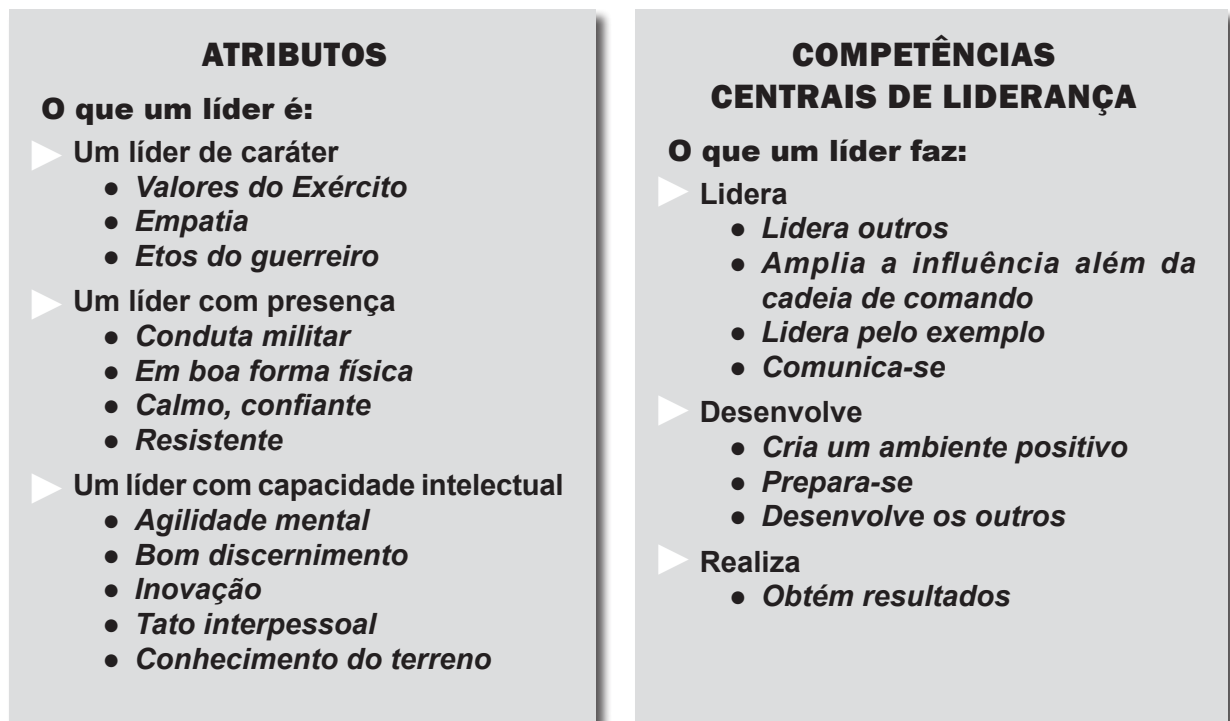 ATRIBUTOS
O que um líder é:
Um líder de caráter
● Valores do Exército
● Empatia
● Etos do guerreiro
Um líder com presença
● Conduta militar
● Em boa forma física
● Calmo, confiante
● Resistente
Um líder com capacidade intelectual
● Agilidade mental
● Bom discernimento
● Inovação
● Tato interpessoal
● Conhecimento do terreno
COMPETÊNCIAS
CENTRAIS DE LIDERANÇA
O que um líder faz:
Lidera
● Lidera outros
● Amplia a influência além da
cadeia de comando
● Lidera pelo exemplo
● Comunica-se
Desenvolve
● Cria um ambiente positivo
● Prepara-se
● Desenvolve os outros
Realiza
● Obtém resultados